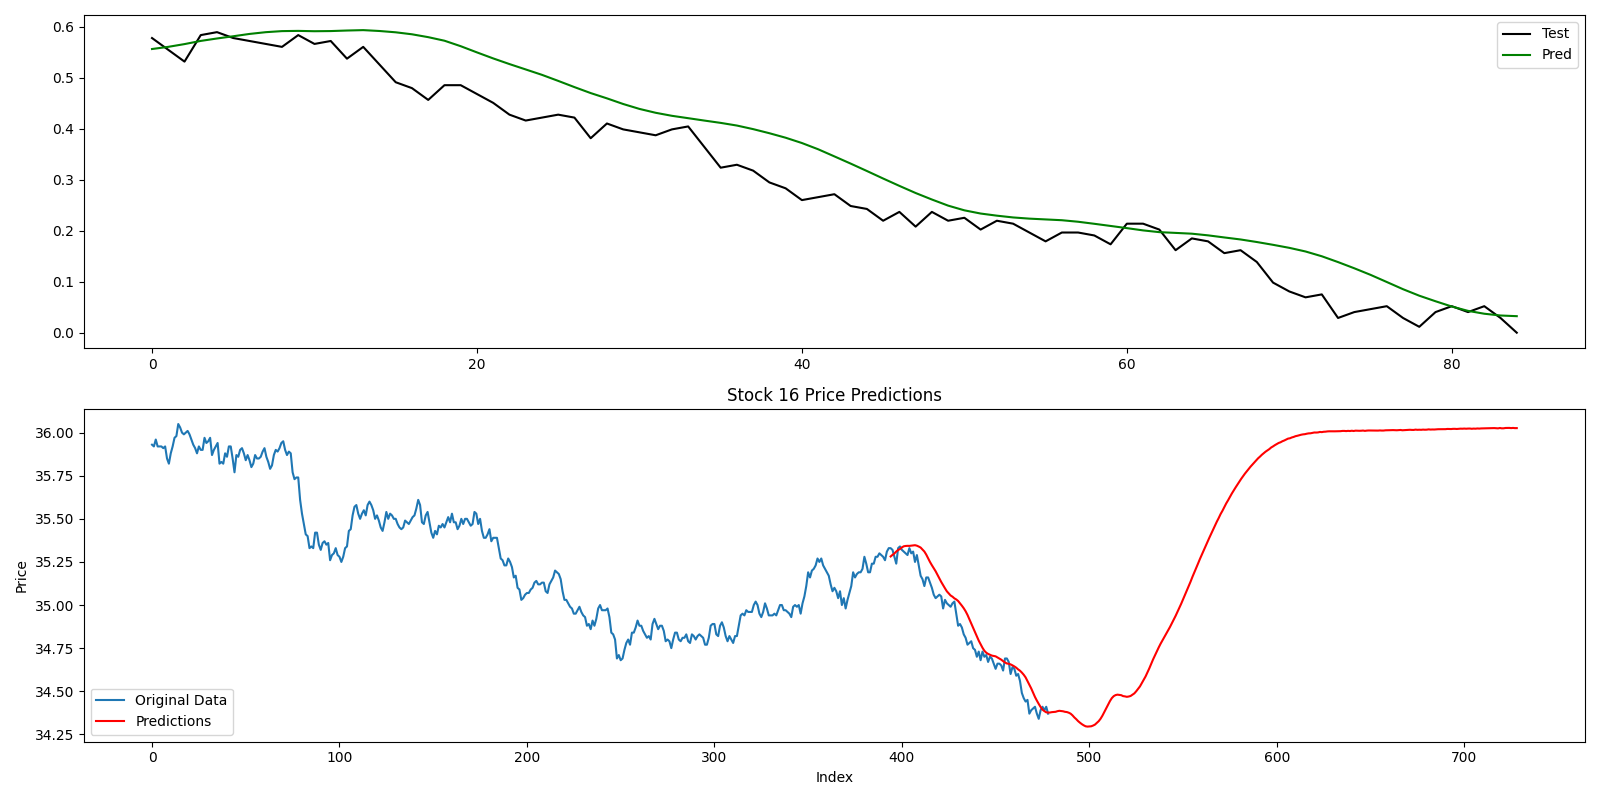 0.6
0.5
0.4
0.3
0.2
0.1
0.0
Test
Pred
0 20 40 60 80
Stock 16 Price Predictions
Price
36.00
35.75
35.50
35.25
35.00
34.75
34.50
34.25
Original Data
Predictions
0 100 200 300 400 500 600 700
Index